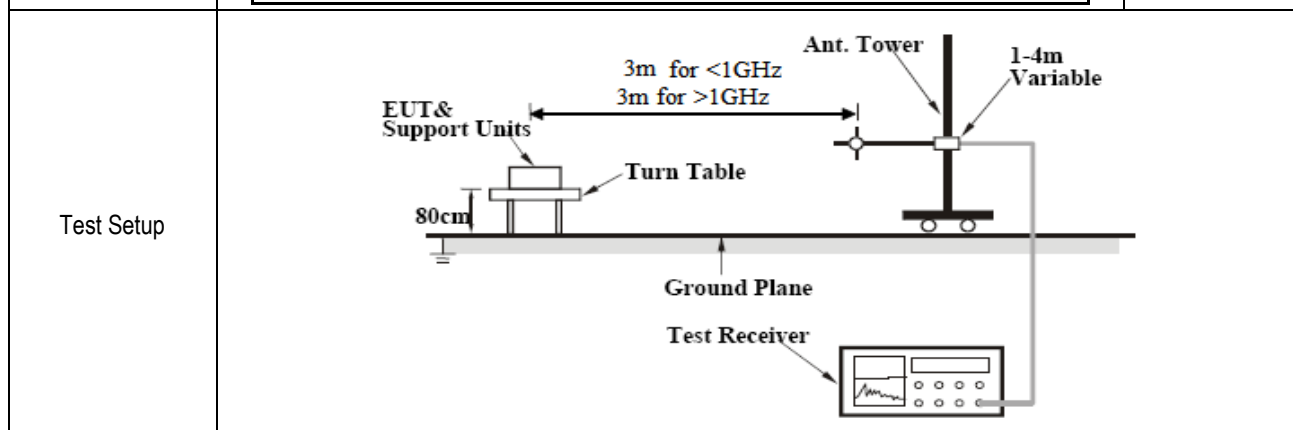 Test Setup
Ant. Tower
1-4m
Variable
3m for <1GHz
3m for >1GHz
EUT&
Support Units
Turn Table
80cm
Ground Plane
Test Receiver